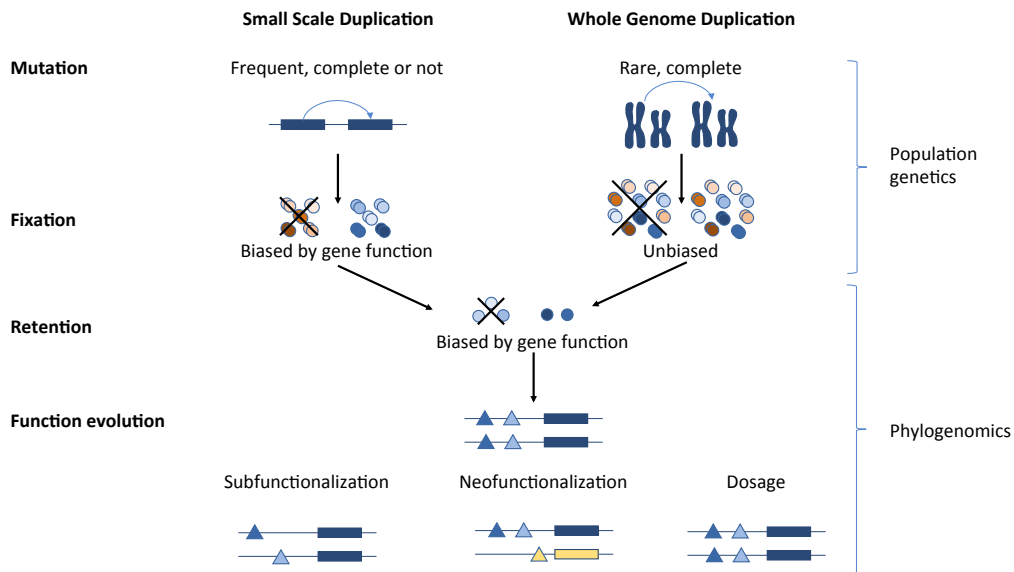 Small Scale Duplication
Whole Genome Duplication
Mutation
Frequent, complete or not
Rare, complete
Population
genetics
Fixation
Biased by gene function
Unbiased
Retention
Biased by gene function
Function evolution
Phylogenomics
Subfunctionalization
Neofunctionalization
Dosage